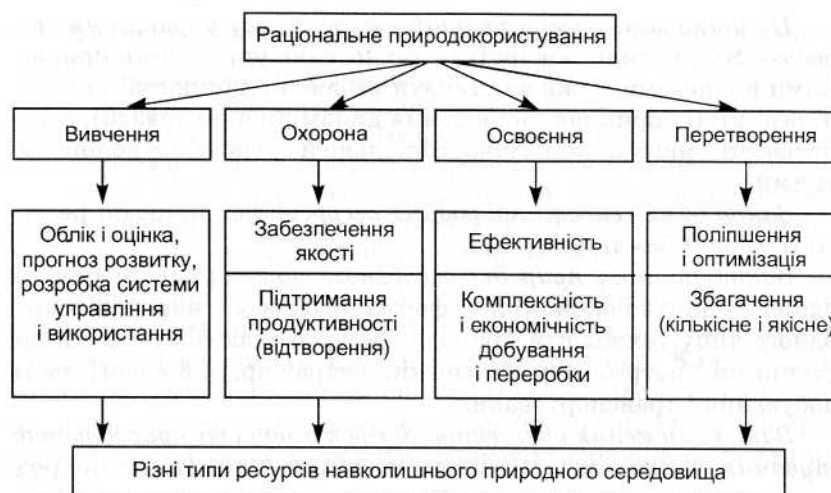 Раціональне природокористування
Вивчення
Охорона
Освоєння
Перетворення
Облік і оцінка,
прогноз розвитку,
розробка системи
управління
і використання
Забезпечення
якості
Підтримання
продуктивності
(відтворення)
Ефективність
Комплексність
і економічність
добування
і переробки
Поліпшення
і оптимізація
Збагачення
(кількісне і якісне)
Різні типи ресурсів навколишнього природного середовища